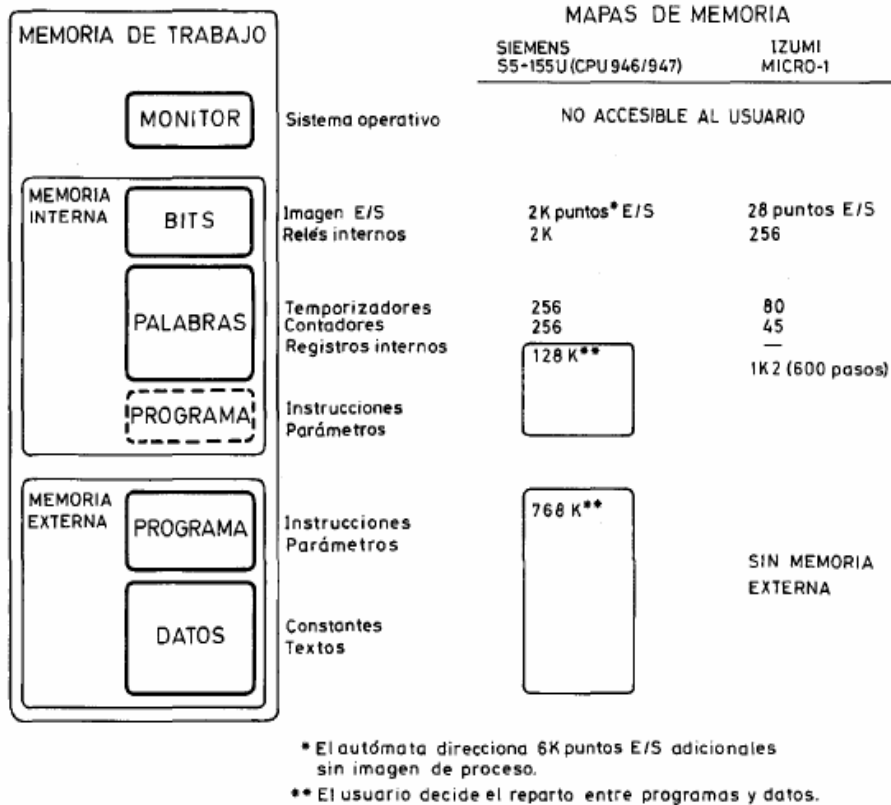 MAPAS DE MEMORIA
MEMORIA DE TRABAJO
SIEMENS
S5-155U (CPU 946/947)
IZUMI
MICRO-1
MONITOR
Sistema operativo
NO ACCESIBLE AL USUARIO
MEMORIA
INTERNA
BITS
Imagen E/S
2K puntos* E/S
28 puntos E/S
Relés internos
2K
256
PALABRAS
Temporizadores
256
80
Contadores
256
45
Registros internos
128 K**
—
1K2 (600 pasos)
PROGRAMA
Instrucciones
Parámetros
MEMORIA
EXTERNA
PROGRAMA
Instrucciones
Parámetros
768 K**
SIN MEMORIA
EXTERNA
DATOS
Constantes
Textos
* El autómata direcciona 6K puntos E/S adicionales
sin imagen de proceso.
** El usuario decide el reparto entre programas y datos.